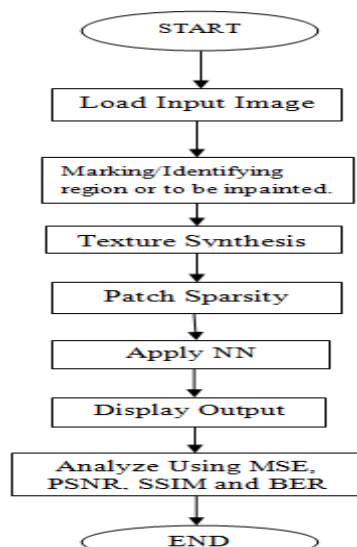 START
Load Input Image
Marking/Identifying
region or to be inpainted.
Texture Synthesis
Patch Sparsity
Apply NN
Display Output
Analyze Using MSE,
PSNR, SSIM and BER
END